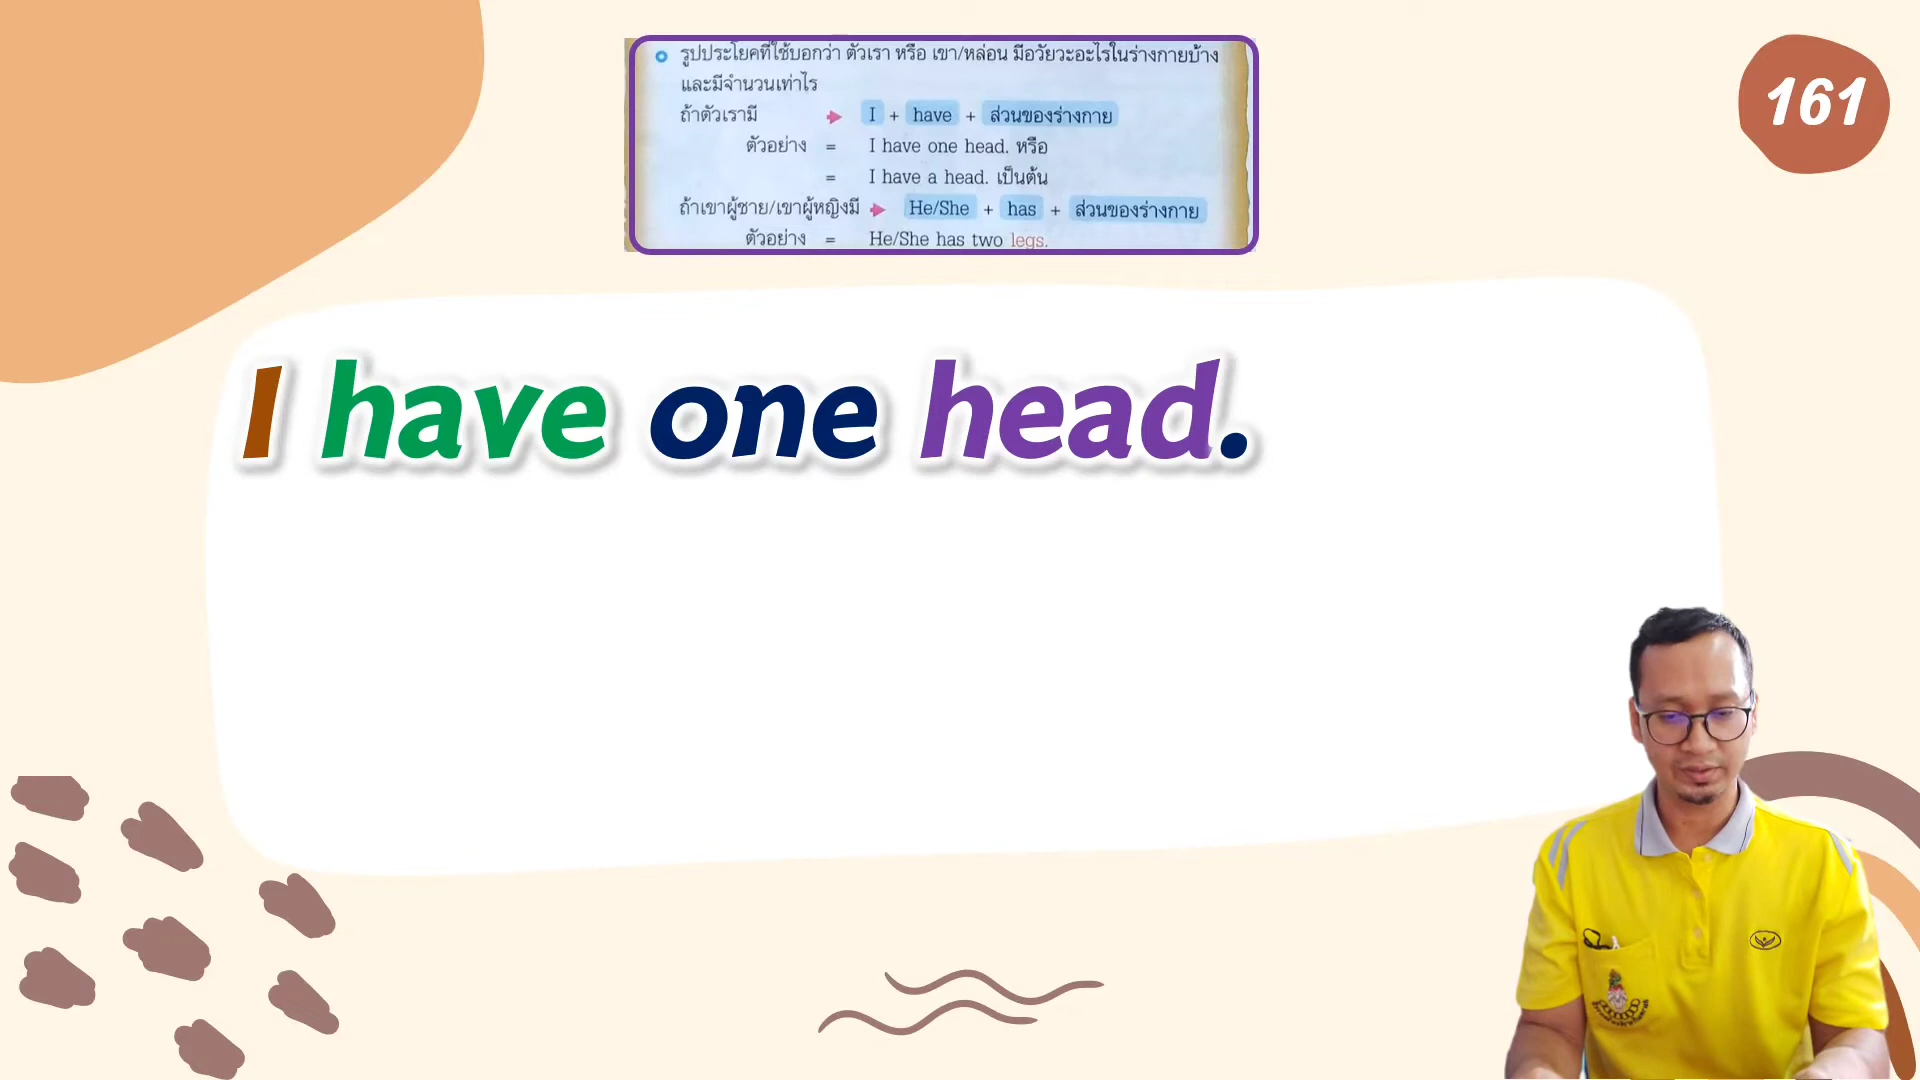 รูปประโยคที่ใช้บอกว่า ตัวเรา หรือ เขา/หล่อน มีอวัยวะอะไรในร่างกายบ้าง
และมีจำนวนเท่าไร
ถ้าตัวเรามี I + have + ส่วนของร่างกาย
ตัวอย่าง = I have one head. หรือ
= I have a head. เป็นต้น
ถ้าเขาผู้ชาย/เขาผู้หญิงมี He/She + has + ส่วนของร่างกาย
ตัวอย่าง = He/She has two legs.
161
I have one head.